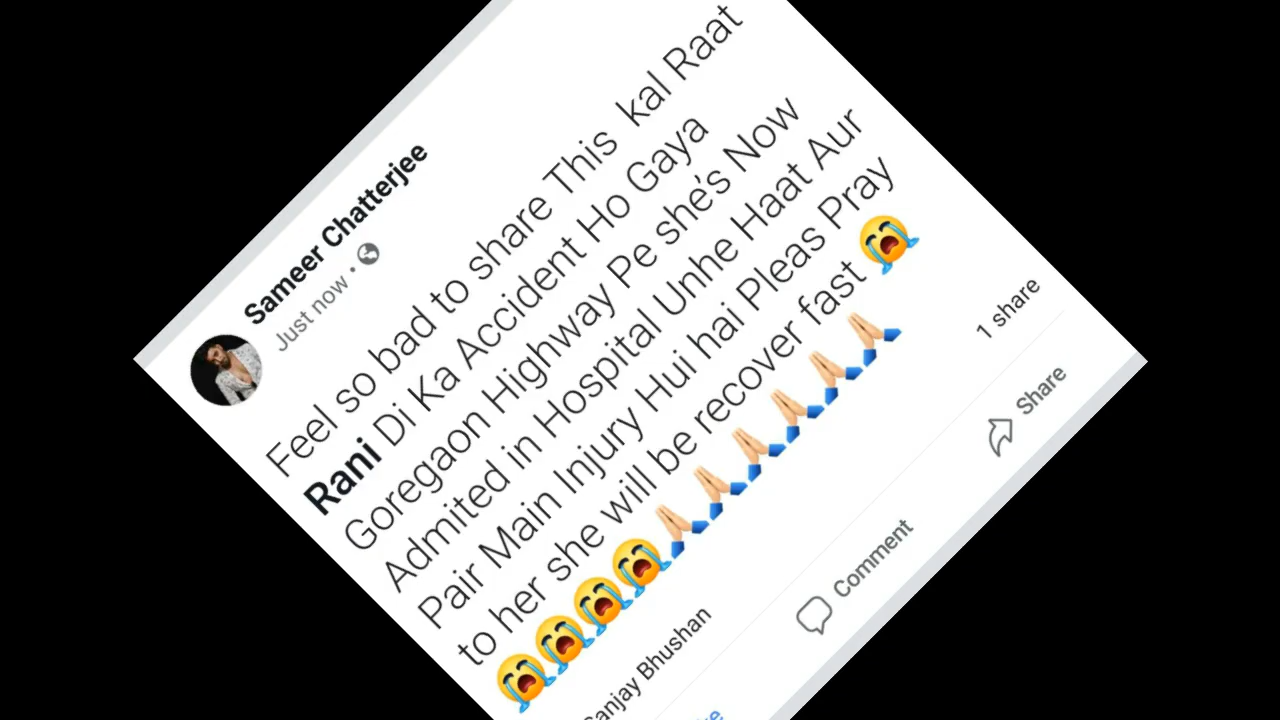 Sameer Chatterjee
Just now •
Feel so bad to share This kal Raat
Rani Di Ka Accident Ho Gaya
Goregaon Highway Pe she's Now
Admited in Hospital Unhe Haat Aur
Pair Main Injury Hui hai Pleas Pray
to her she will be recover fast 😭
😭😭😭😭🙏🏻🙏🏻🙏🏻🙏🏻🙏🏻🙏🏻
Sanjay Bhushan
1 share
Comment
Share